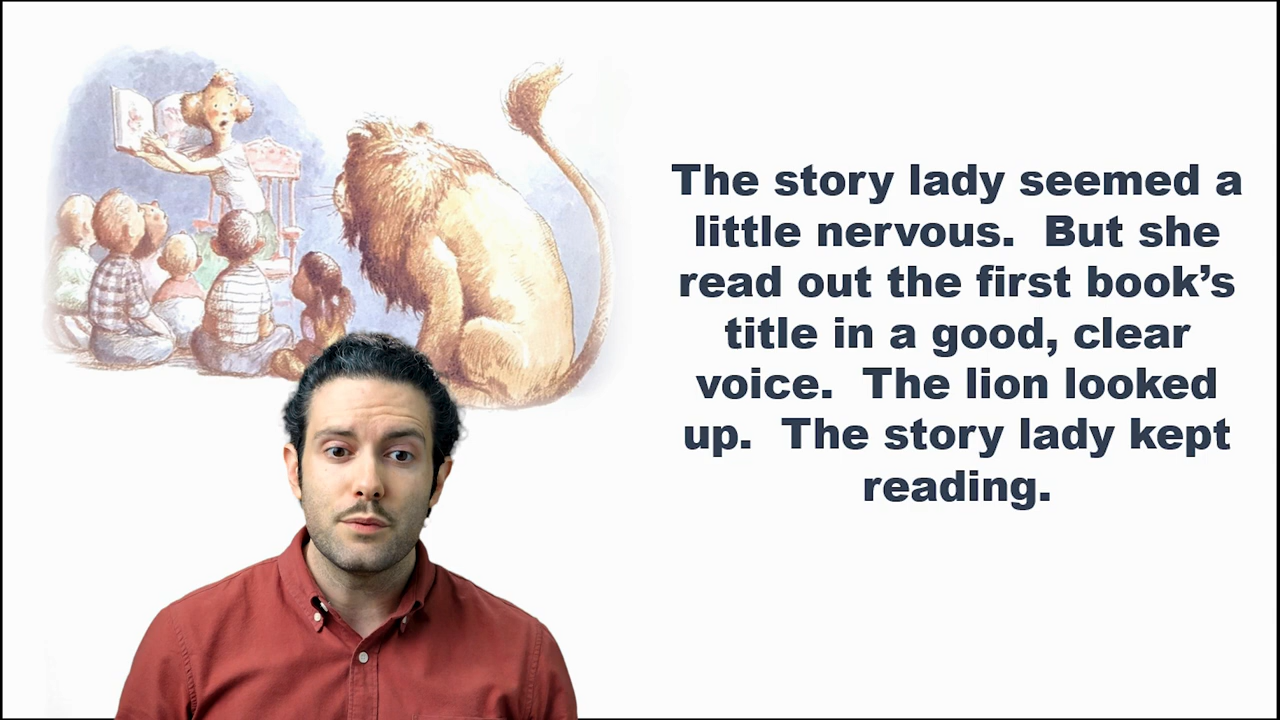 The story lady seemed a
little nervous.  But she
read out the first book’s
title in a good, clear
voice.  The lion looked
up.  The story lady kept
reading.